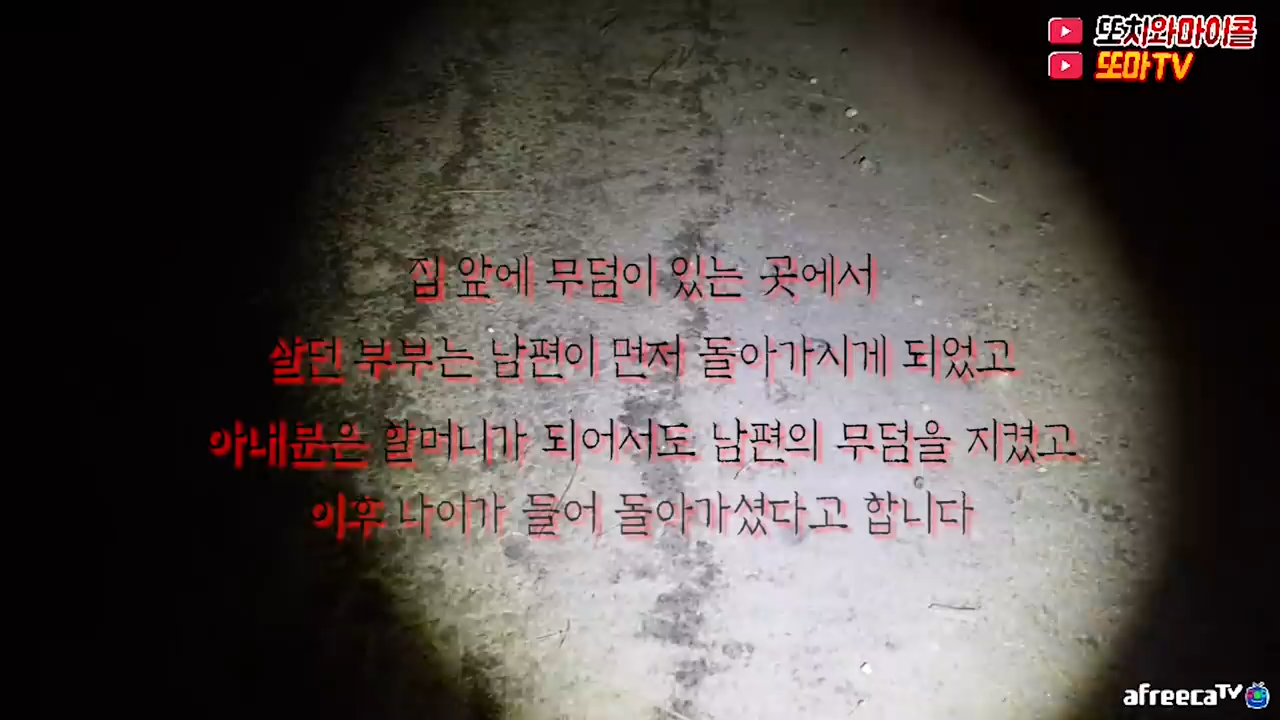 또치와마이콜
또마TV
집 앞에 무덤이 있는 곳에서
살던 부부는 남편이 먼저 돌아가시게 되었고
아내분은 할머니가 되어서도 남편의 무덤을 지켰고
이후 나이가 들어 돌아가셨다고 합니다
afreecaTV